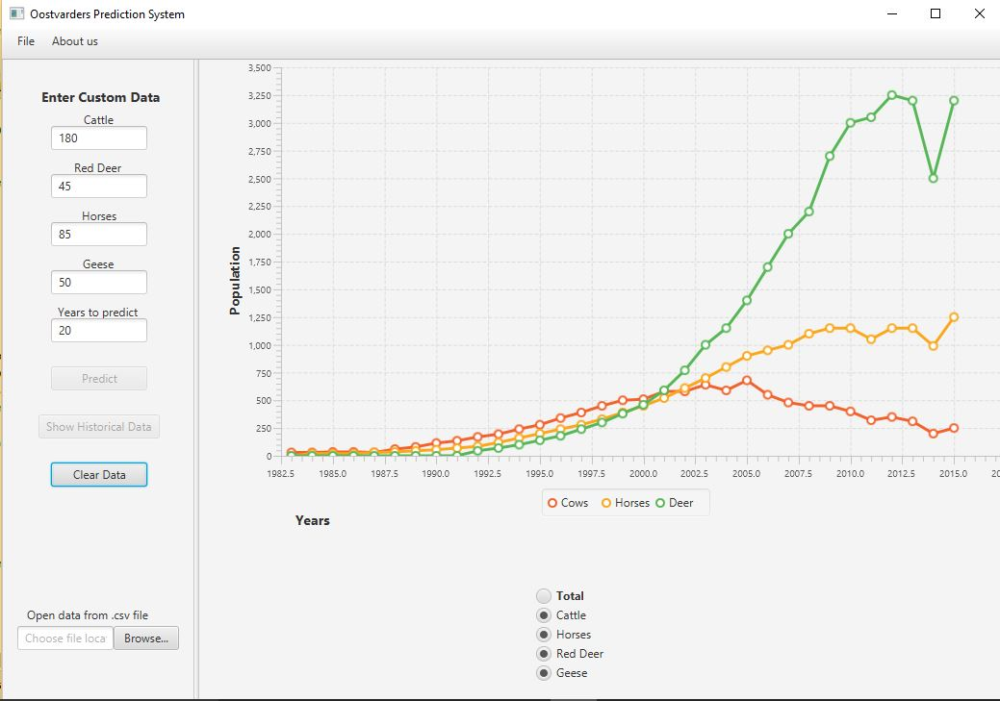 Oostvarders Prediction System
File About us
Enter Custom Data
Cattle
180
Red Deer
45
Horses
85
Geese
50
Years to predict
20
Predict
Show Historical Data
Clear Data
Open data from .csv file
Choose file loca
Browse...
Population
3,500
3,250
3,000
2,750
2,500
2,250
2,000
1,750
1,500
1,250
1,000
750
500
250
0
1982.5 1985.0 1987.5 1990.0 1992.5 1995.0 1997.5 2000.0 2002.5 2005.0 2007.5 2010.0 2012.5 2015.0 20
Cows Horses Deer
Years
Total
Cattle
Horses
Red Deer
Geese